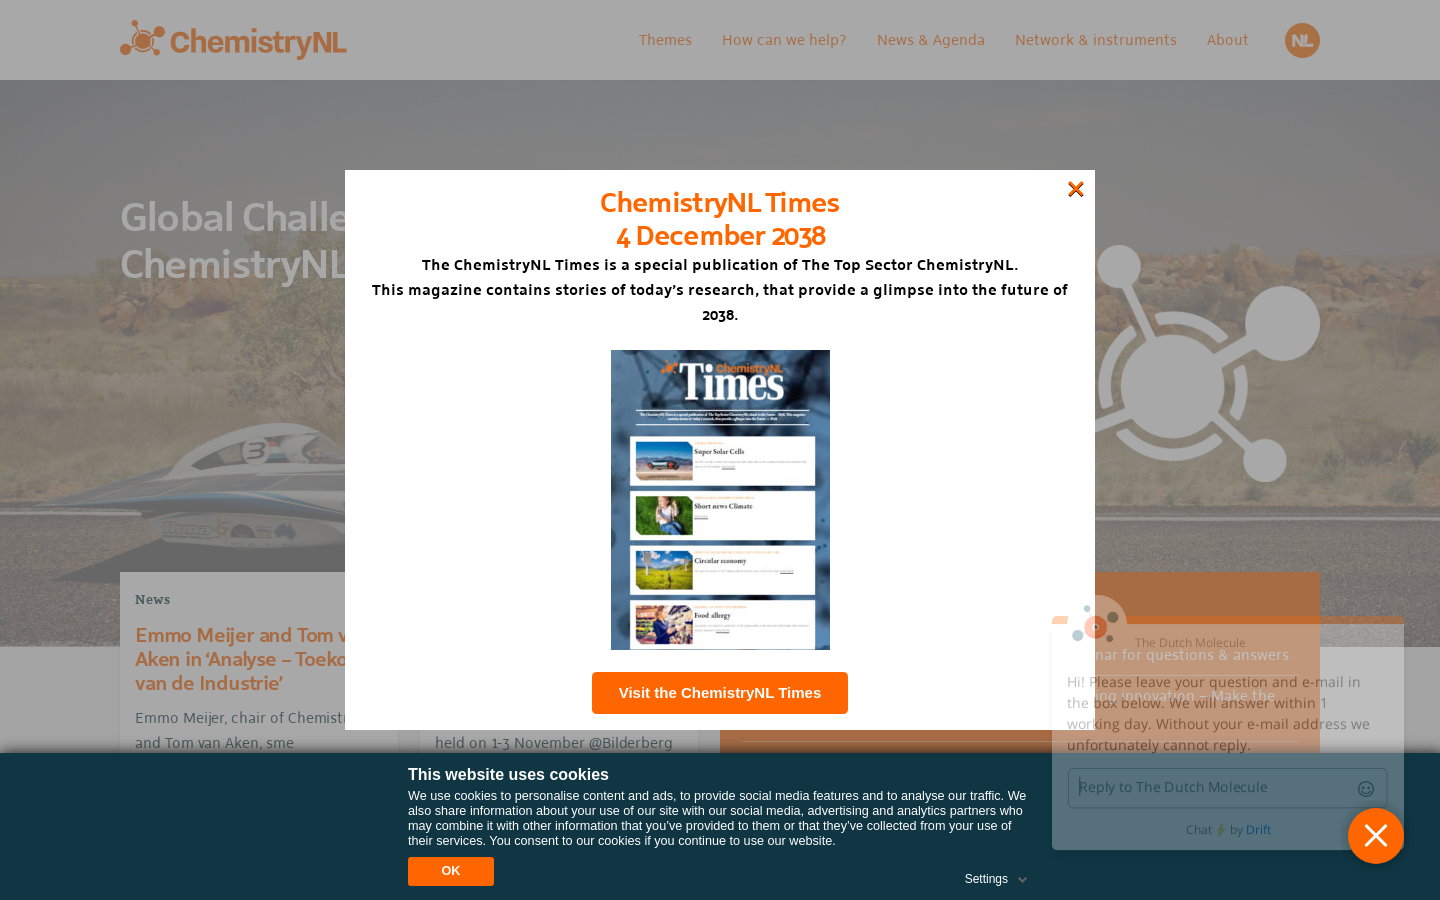 ChemistryNL
Themes
How can we help?
News & Agenda
Network & instruments
About
NL
Global Challe
ChemistryNL
ChemistryNL Times
4 December 2038
The ChemistryNL Times is a special publication of The Top Sector ChemistryNL.
This magazine contains stories of today's research, that provide a glimpse into the future of
2038.
ChemistryNL
Times
Super Solar Cells
Short news Climate
Circular economy
Food allergy
Visit the ChemistryNL Times
News
Emmo Meijer and Tom v
Aken in ‘Analyse – Toeko
van de Industrie’
Emmo Meijer, chair of Chemistr
and Tom van Aken, sme
held on 1-3 November @Bilderberg
nar for questions & answers
ing innovation – Make the
The Dutch Molecule
Hi! Please leave your question and e-mail in
the box below. We will answer within 1
working day. Without your e-mail address we
unfortunately cannot reply.
Reply to The Dutch Molecule
Chat by Drift
This website uses cookies
We use cookies to personalise content and ads, to provide social media features and to analyse our traffic. We
also share information about your use of our site with our social media, advertising and analytics partners who
may combine it with other information that you’ve provided to them or that they’ve collected from your use of
their services. You consent to our cookies if you continue to use our website.
OK
Settings